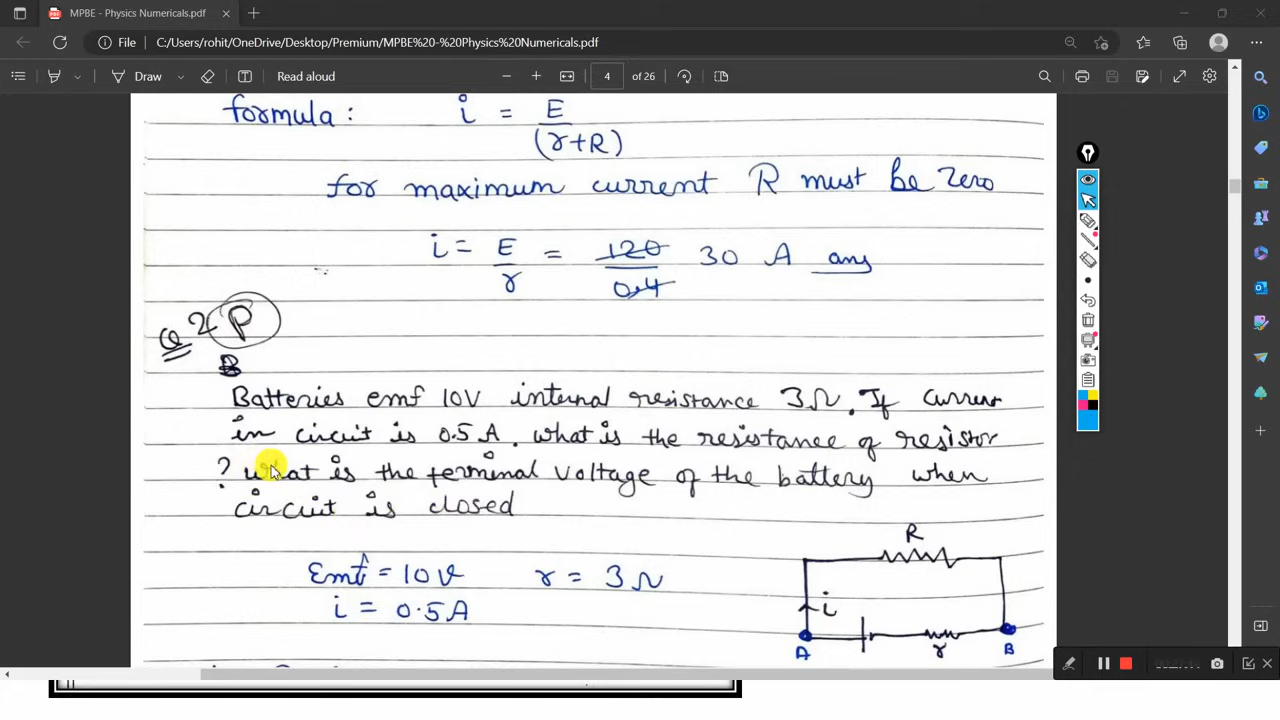 MPBE - Physics Numericals.pdf
File C:/Users/rohit/OneDrive/Desktop/Premium/MPBE%20-%20Physics%20Numericals.pdf
Draw Read aloud 4 of 26
formula : i = E
(r+R)
for maximum current R must be zero
i = E = 120 30 A ans
r 0.4
Q 2 P
B
Batteries emf 10V internal resistance 3Ω. If current
in circuit is 0.5 A. what is the resistance of resistor
? what is the terminal voltage of the battery when
circuit is closed
R
Emf = 10V r = 3Ω
i = 0.5A
i
A r B